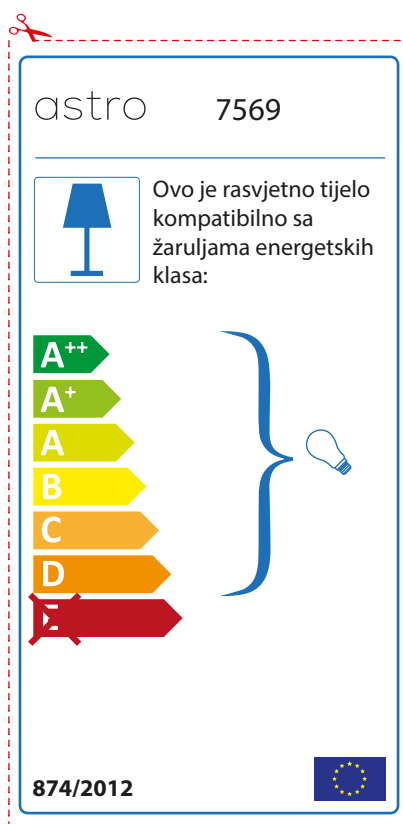 astro 7569
Ovo je rasvjetno tijelo
kompatibilno sa
žaruljama energetskih
klasa:
A++
A+
A
B
C
D
E
874/2012